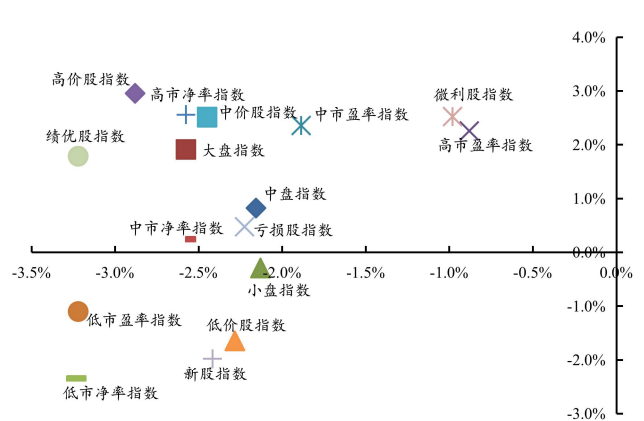 4.0%
高价股指数
高市净率指数
微利股指数
3.0%
中价股指数
中市盈率指数
绩优股指数
高市盈率指数
2.0%
大盘指数
中盘指数
1.0%
中市净率指数
亏损股指数
0.0%
-3.5%
-3.0%
-2.5%
-2.0%
-1.5%
-1.0%
-0.5%
0.0%
小盘指数
-1.0%
低市盈率指数
低价股指数
-2.0%
新股指数
低市净率指数
-3.0%